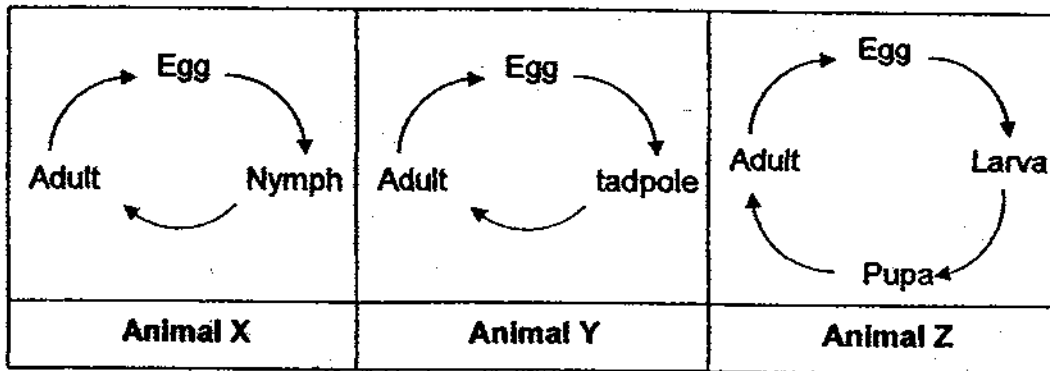 Egg
Adult
Nymph
Animal X
Egg
Adult
tadpole
Animal Y
Egg
Adult
Larva
Pupa
Animal Z